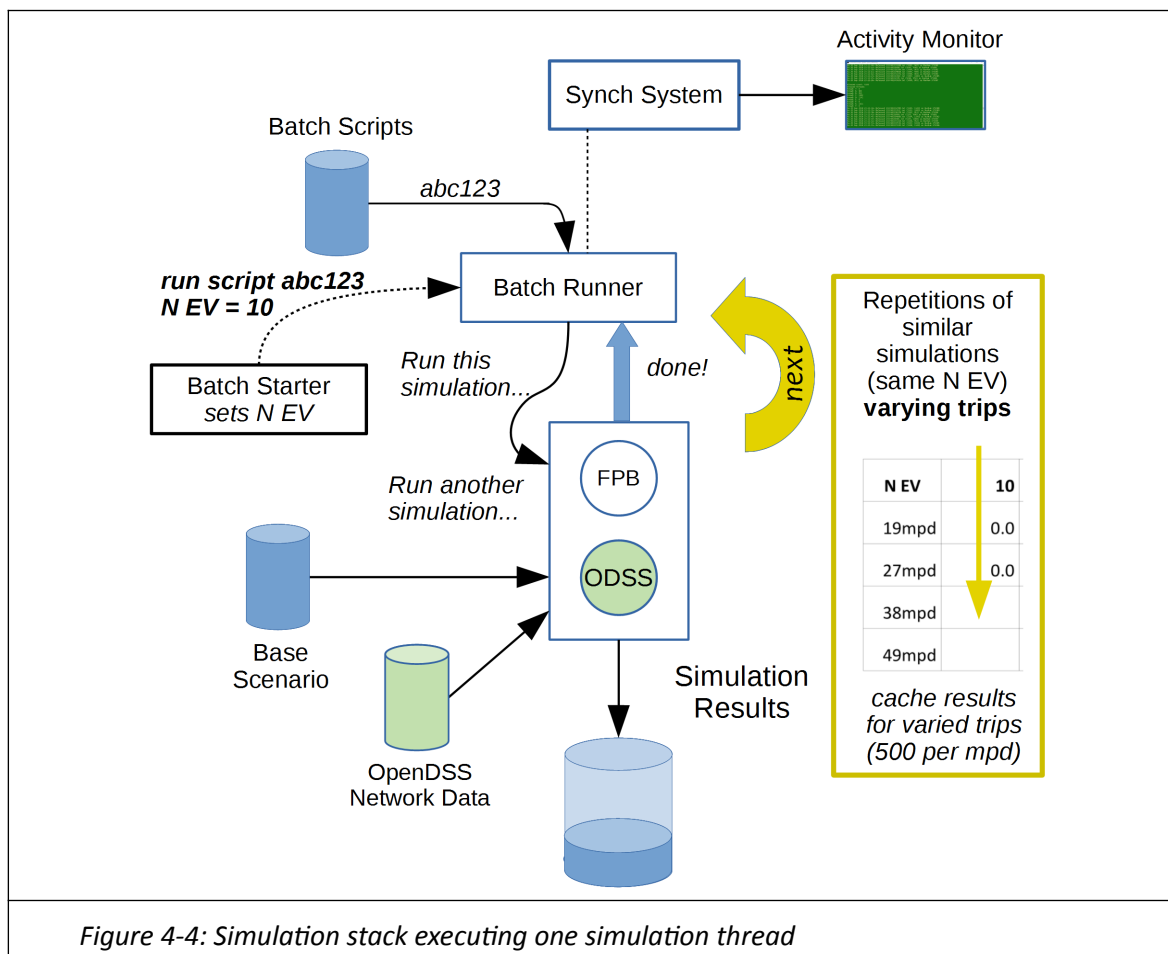 Activity Monitor
Synch System
Batch Scripts
abc123
run script abc123
N EV = 10
Batch Runner
Batch Starter
sets N EV
Run this
simulation...
done!
next
Run another
simulation...
FPB
ODSS
Base
Scenario
OpenDSS
Network Data
Simulation
Results
Repetitions of
similar
simulations
(same N EV)
varying trips
N EV 10
19mpd 0.0
27mpd 0.0
38mpd
49mpd
cache results
for varied trips
(500 per mpd)
Figure 4-4: Simulation stack executing one simulation thread